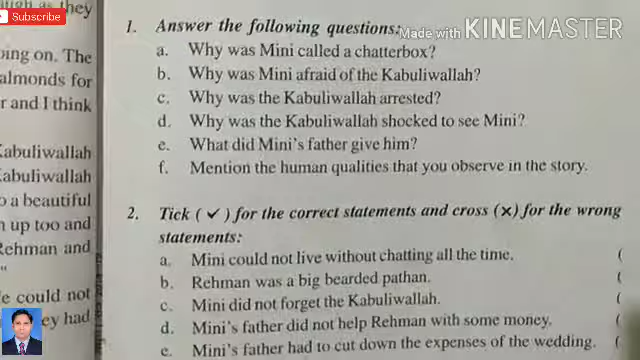 ough as they
oing on. The
almonds for
r and I think
Kabuliwallah
Kabuliwallah
o a beautiful
n up too and
Rehman and
"
e could not
ey had
Subscribe
Made with KINEMASTER
1. Answer the following questions:
a. Why was Mini called a chatterbox?
b. Why was Mini afraid of the Kabuliwallah?
c. Why was the Kabuliwallah arrested?
d. Why was the Kabuliwallah shocked to see Mini?
e. What did Mini's father give him?
f. Mention the human qualities that you observe in the story.
2. Tick ( ✓ ) for the correct statements and cross (×) for the wrong
statements:
a. Mini could not live without chatting all the time. (
b. Rehman was a big bearded pathan. (
c. Mini did not forget the Kabuliwallah. (
d. Mini's father did not help Rehman with some money. (
e. Mini's father had to cut down the expenses of the wedding. (